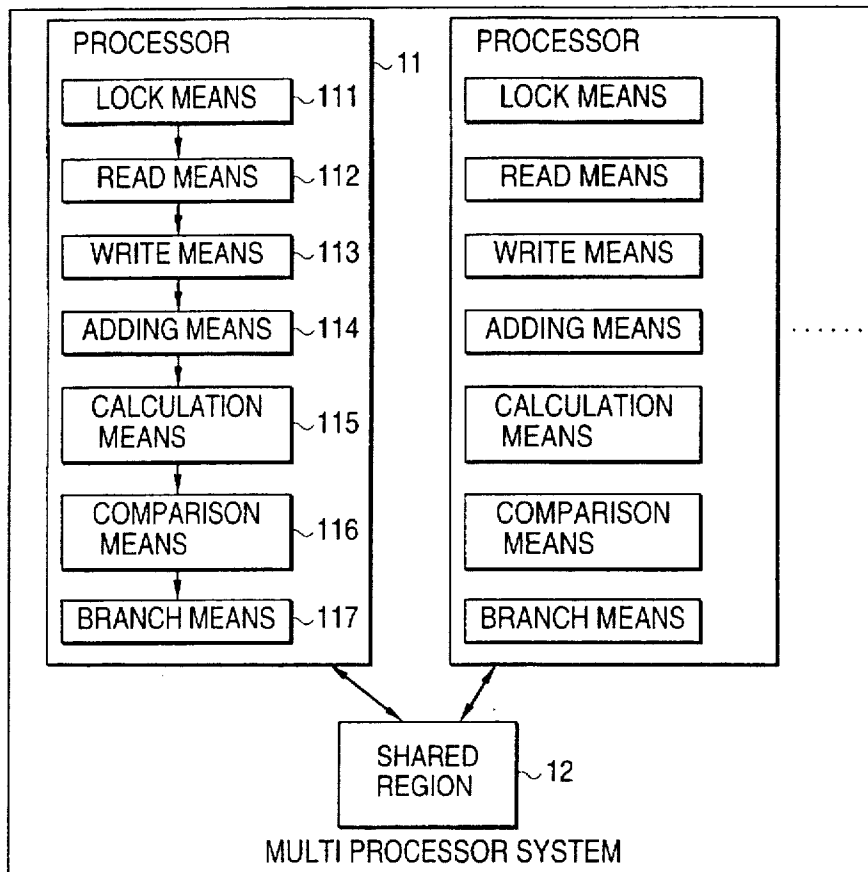 PROCESSOR
11
LOCK MEANS
111
READ MEANS
112
WRITE MEANS
113
ADDING MEANS
114
CALCULATION
MEANS
115
COMPARISON
MEANS
116
BRANCH MEANS
117
PROCESSOR
LOCK MEANS
READ MEANS
WRITE MEANS
ADDING MEANS
CALCULATION
MEANS
COMPARISON
MEANS
BRANCH MEANS
......
SHARED
REGION
12
MULTI PROCESSOR SYSTEM